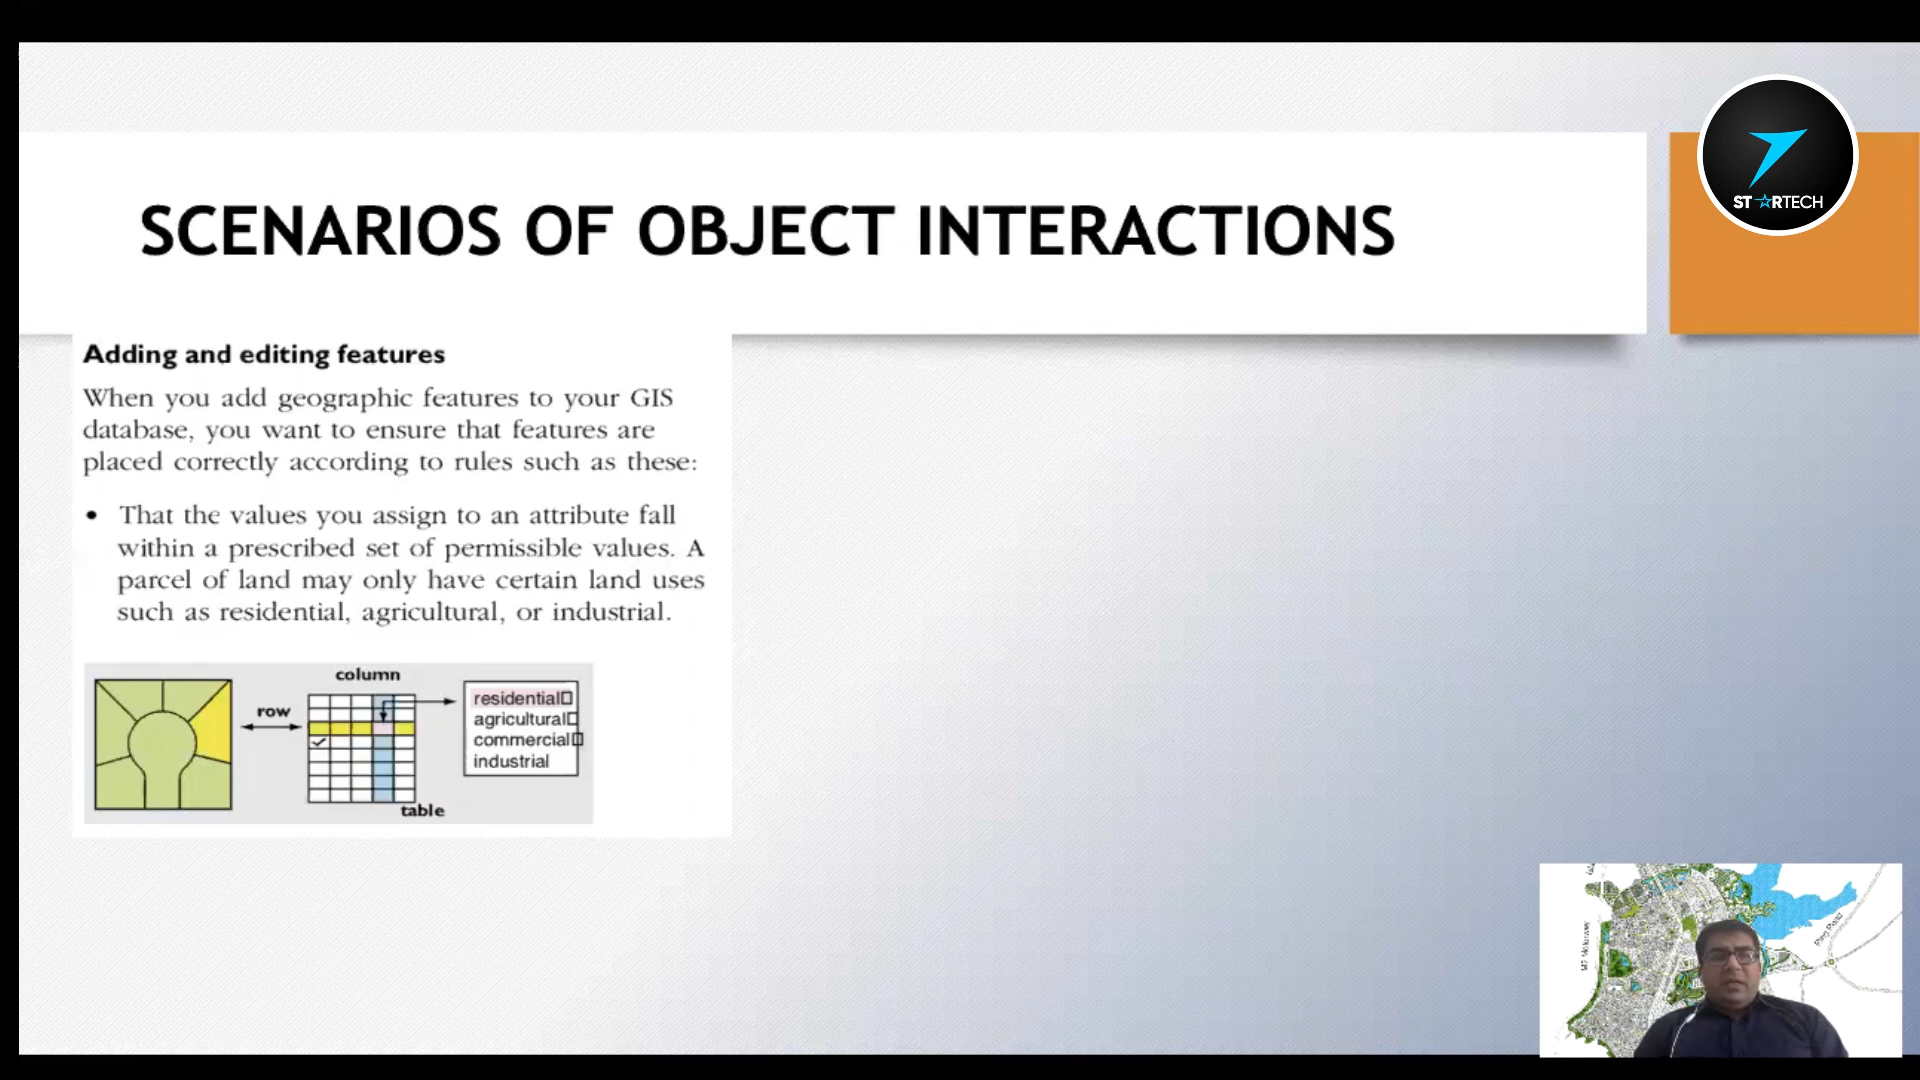 STARTECH
SCENARIOS OF OBJECT INTERACTIONS
Adding and editing features
When you add geographic features to your GIS
database, you want to ensure that features are
placed correctly according to rules such as these:
• That the values you assign to an attribute fall
within a prescribed set of permissible values. A
parcel of land may only have certain land uses
such as residential, agricultural, or industrial.
column
row
residential
agricultural
commercial
industrial
table
Ring Road